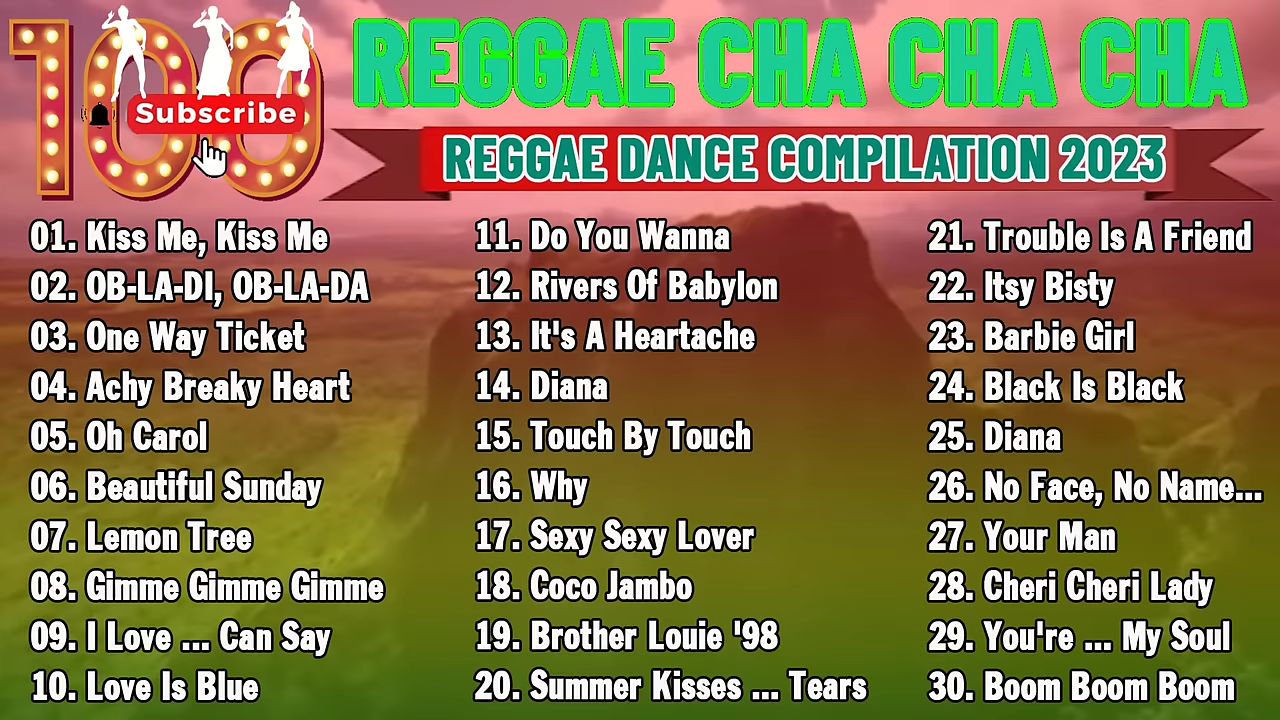 100
Subscribe
REGGAE CHA CHA CHA
REGGAE DANCE COMPILATION 2023
01. Kiss Me, Kiss Me
02. OB-LA-DI, OB-LA-DA
03. One Way Ticket
04. Achy Breaky Heart
05. Oh Carol
06. Beautiful Sunday
07. Lemon Tree
08. Gimme Gimme Gimme
09. I Love ... Can Say
10. Love Is Blue
11. Do You Wanna
12. Rivers Of Babylon
13. It's A Heartache
14. Diana
15. Touch By Touch
16. Why
17. Sexy Sexy Lover
18. Coco Jambo
19. Brother Louie '98
20. Summer Kisses ... Tears
21. Trouble Is A Friend
22. Itsy Bisty
23. Barbie Girl
24. Black Is Black
25. Diana
26. No Face, No Name...
27. Your Man
28. Cheri Cheri Lady
29. You're ... My Soul
30. Boom Boom Boom